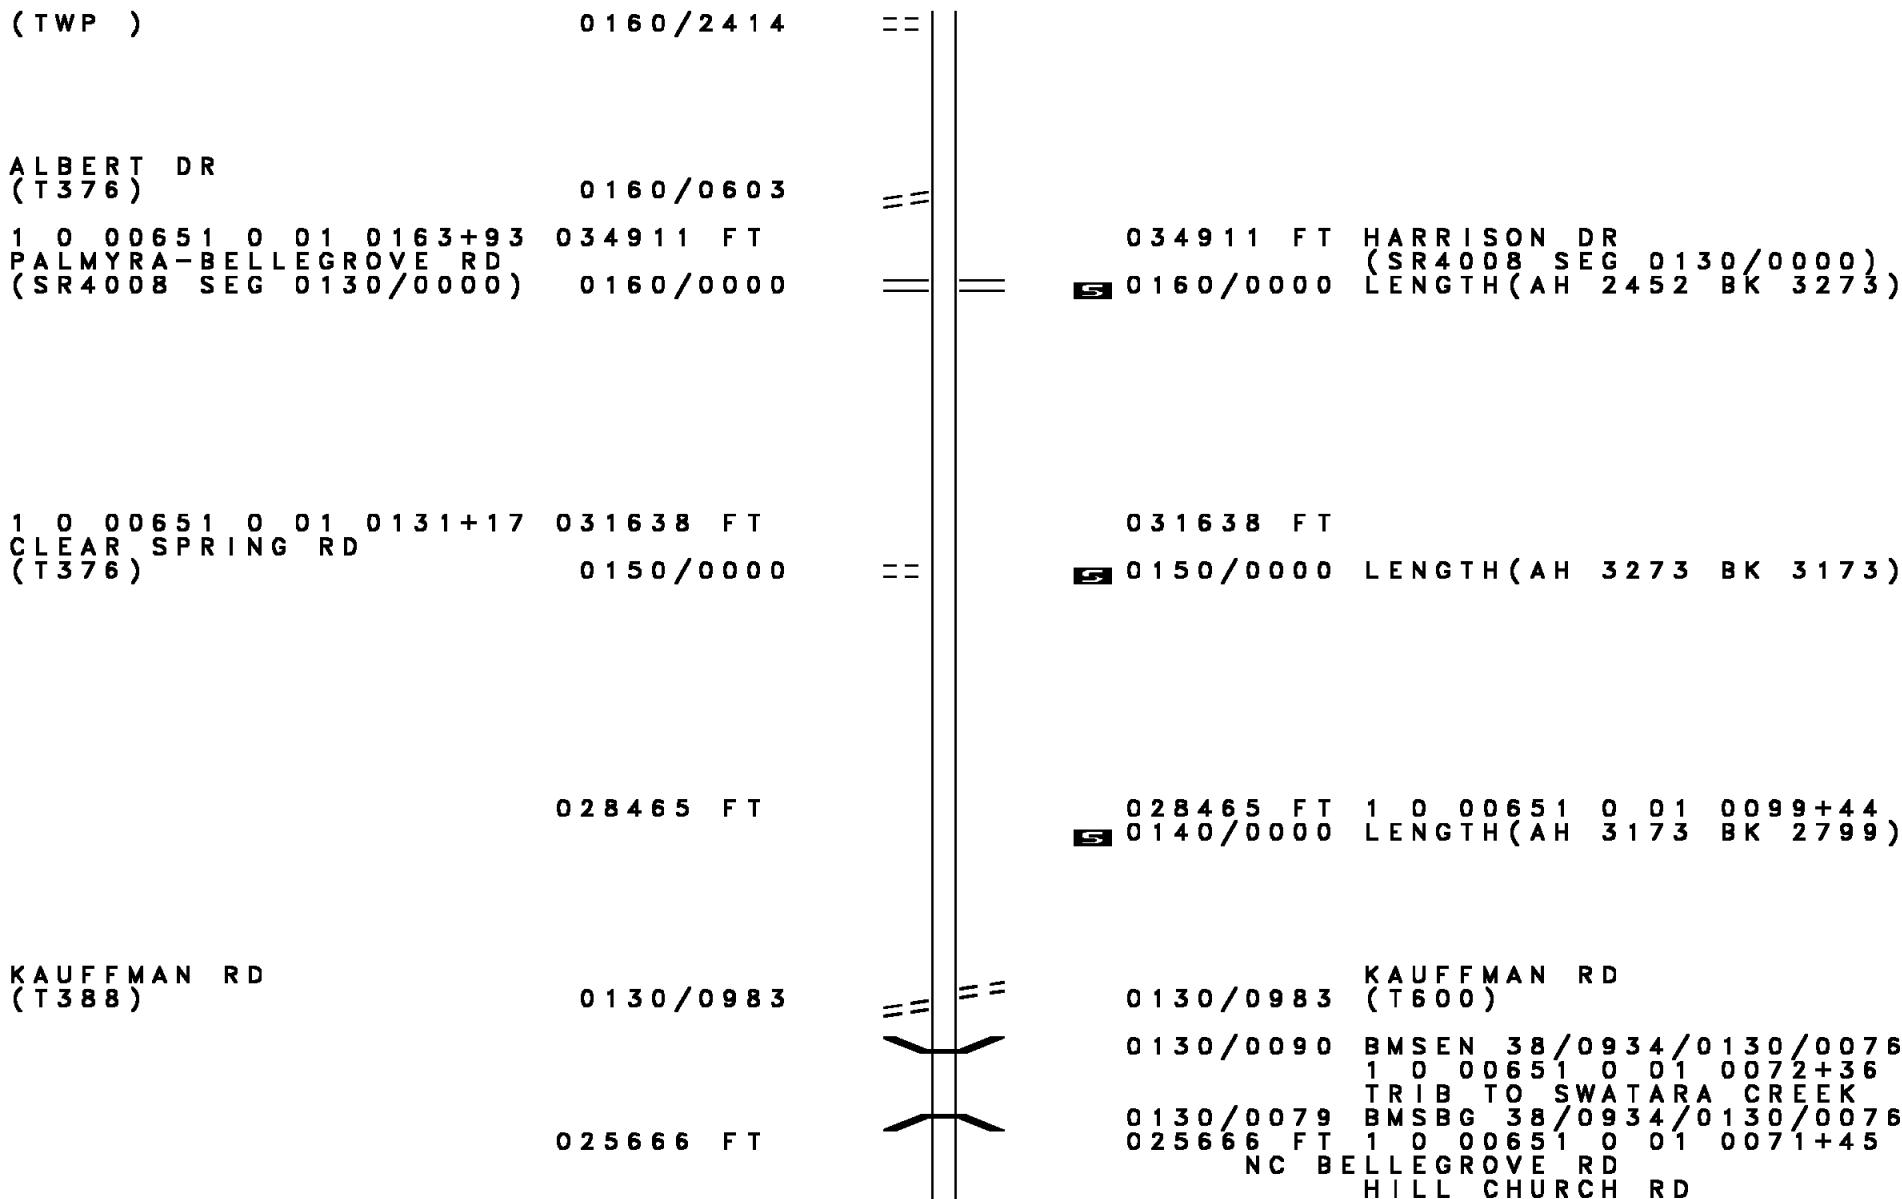 (TWP ) 0160/2414
ALBERT DR
(T376) 0160/0603
1 0 00651 0 01 0163+93 034911 FT 034911 FT HARRISON DR
PALMYRA-BELLEGROVE RD (SR4008 SEG 0130/0000)
(SR4008 SEG 0130/0000) 0160/0000 S 0160/0000 LENGTH(AH 2452 BK 3273)
1 0 00651 0 01 0131+17 031638 FT 031638 FT
CLEAR SPRING RD
(T376) 0150/0000 S 0150/0000 LENGTH(AH 3273 BK 3173)
028465 FT 028465 FT 1 0 00651 0 01 0099+44
S 0140/0000 LENGTH(AH 3173 BK 2799)
KAUFFMAN RD KAUFFMAN RD
(T388) 0130/0983 0130/0983 (T600)
0130/0090 BMSEN 38/0934/0130/0076
1 0 00651 0 01 0072+36
TRIB TO SWATARA CREEK
0130/0079 BMSBG 38/0934/0130/0076
025666 FT 025666 FT 1 0 00651 0 01 0071+45
NC BELLEGROVE RD
HILL CHURCH RD